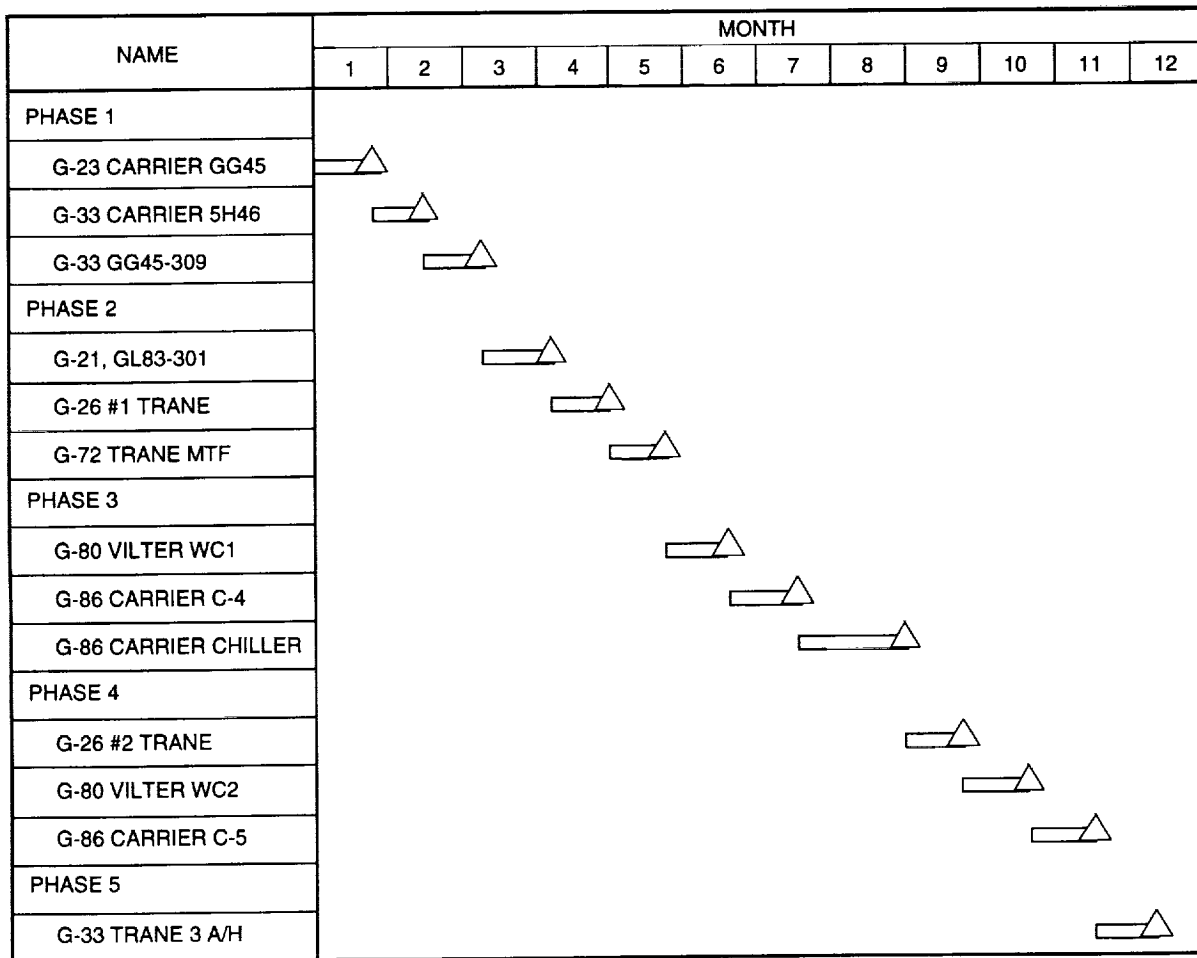 NAME
MONTH
1 2 3 4 5 6 7 8 9 10 11 12
PHASE 1
G-23 CARRIER GG45
G-33 CARRIER 5H46
G-33 GG45-309
PHASE 2
G-21, GL83-301
G-26 #1 TRANE
G-72 TRANE MTF
PHASE 3
G-80 VILTER WC1
G-86 CARRIER C-4
G-86 CARRIER CHILLER
PHASE 4
G-26 #2 TRANE
G-80 VILTER WC2
G-86 CARRIER C-5
PHASE 5
G-33 TRANE 3 A/H